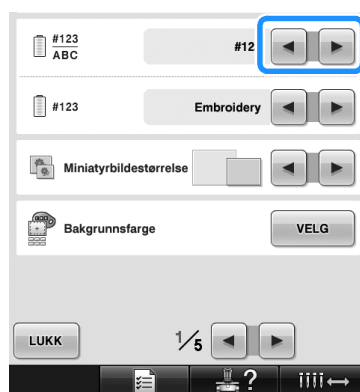 #123
ABC
#12
#123
Embroidery
Miniatyrbildestørrelse
Bakgrunnsfarge
VELG
LUKK
1/5
?